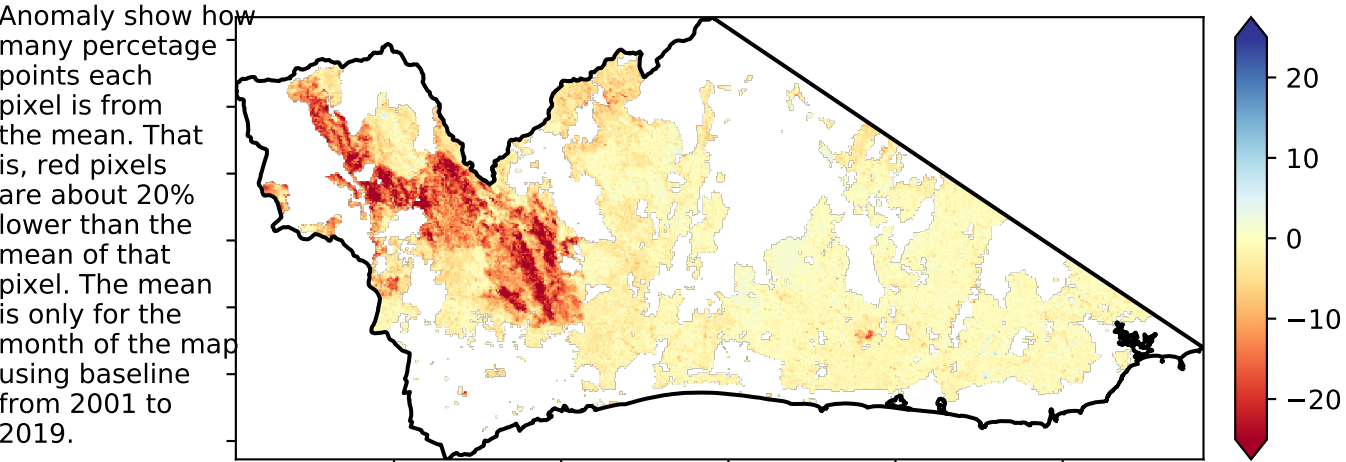 Anomaly show how
many percetage
points each
pixel is from
the mean. That
is, red pixels
are about 20%
lower than the
mean of that
pixel. The mean
is only for the
month of the map
using baseline
from 2001 to
2019.
20
10
0
−10
−20